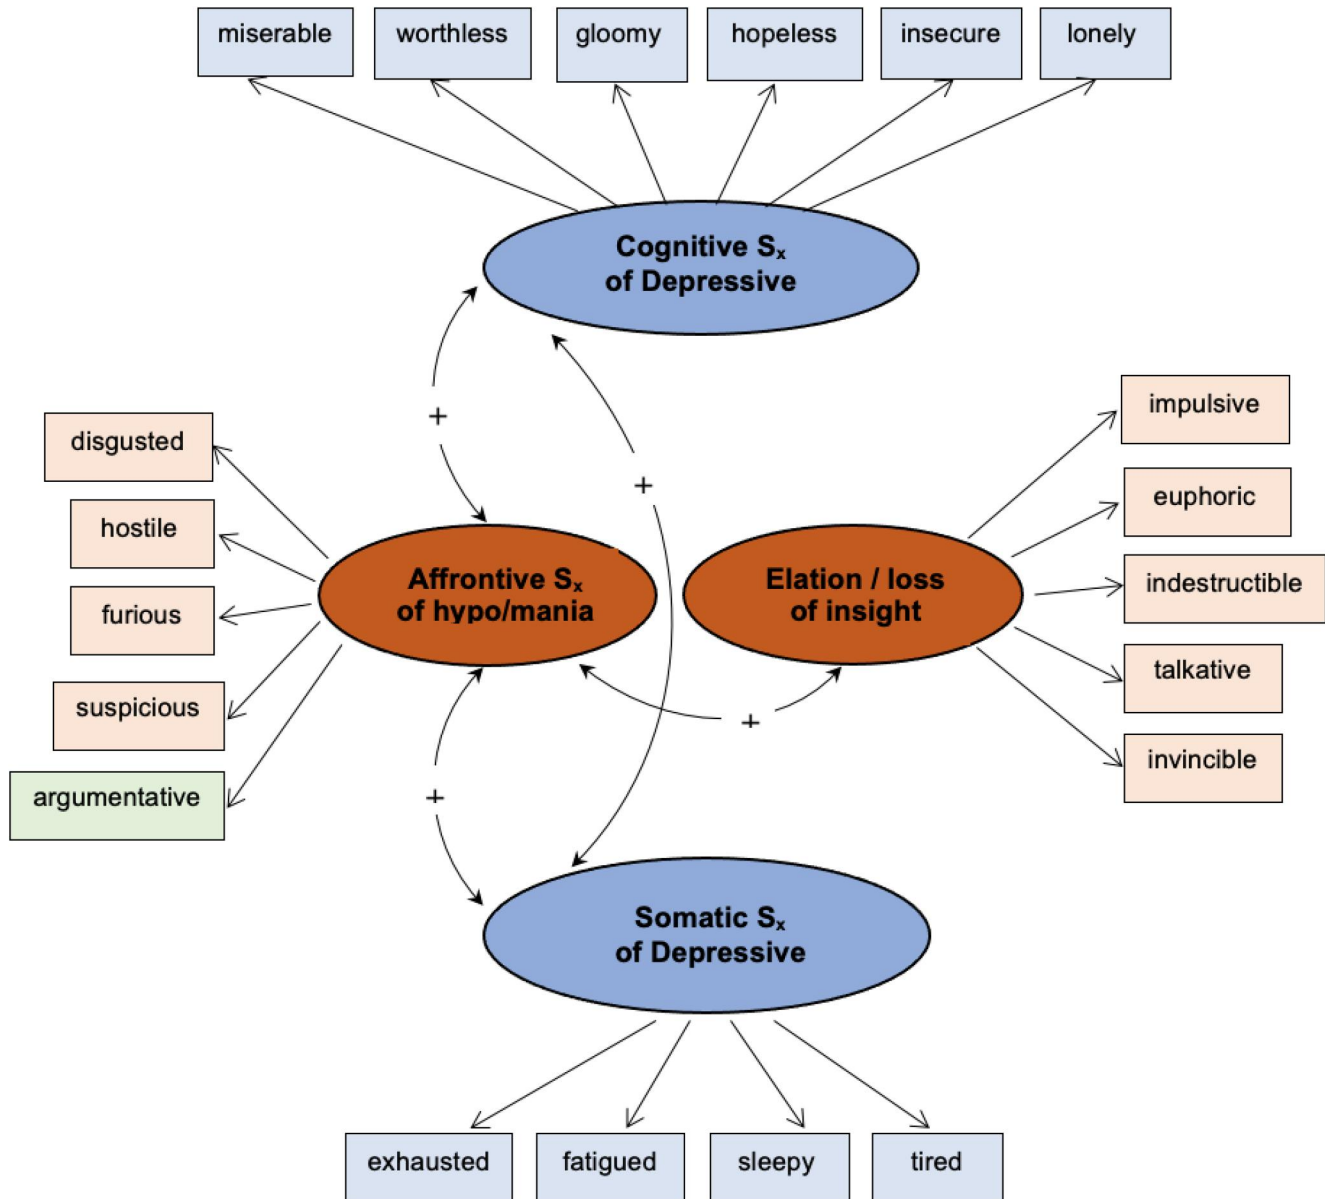 miserable
worthless
gloomy
hopeless
insecure
lonely
Cognitive Sx
of Depressive
+
+
disgusted
hostile
furious
suspicious
argumentative
Affrontive Sx
of hypo/mania
Elation / loss
of insight
impulsive
euphoric
indestructible
talkative
invincible
+
+
Somatic Sx
of Depressive
exhausted
fatigued
sleepy
tired